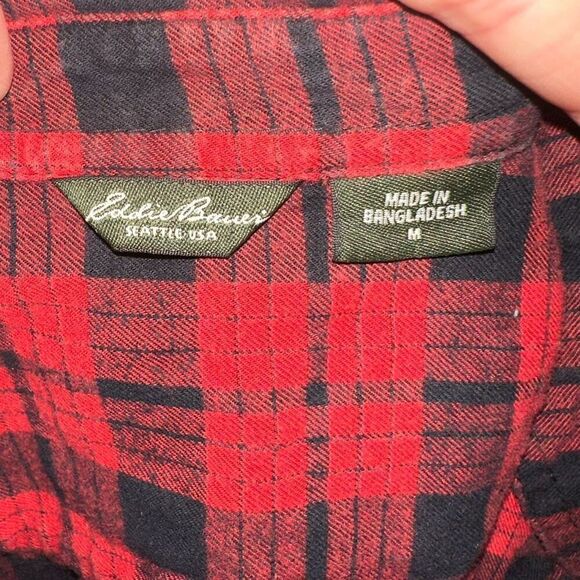 Eddie Bauer
SEATTLE·USA
MADE IN
BANGLADESH
M